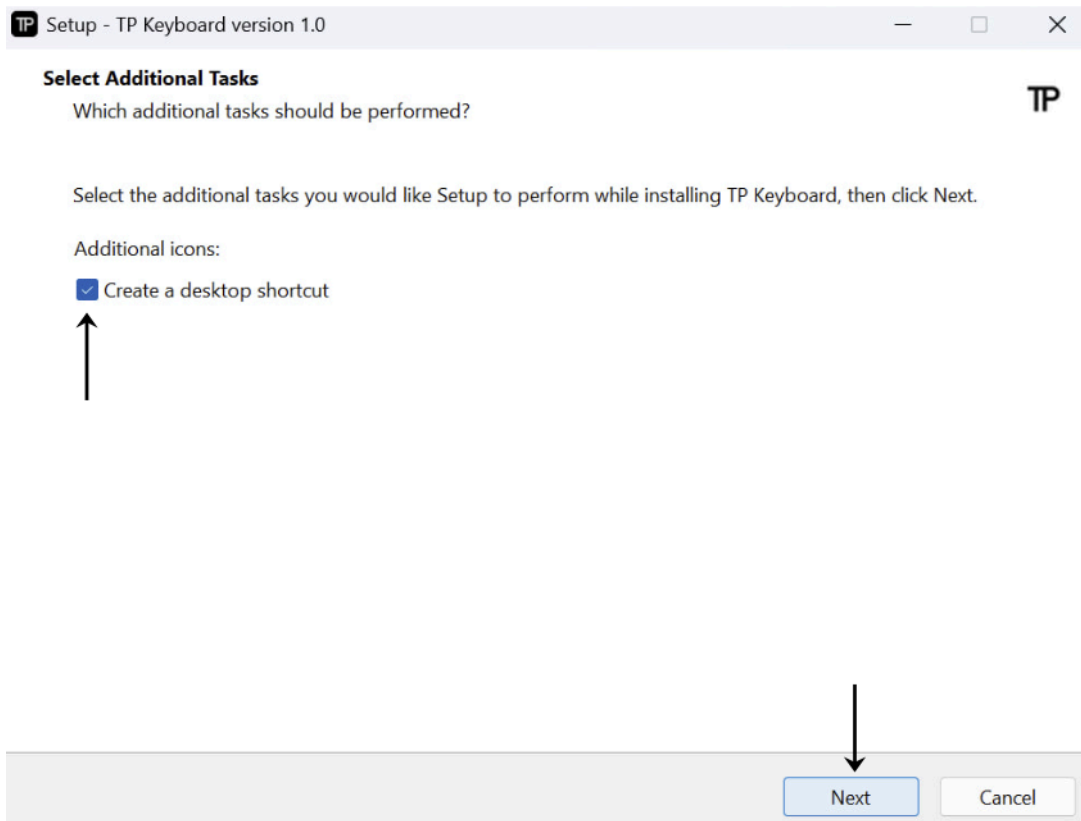 TP Setup - TP Keyboard version 1.0
Select Additional Tasks
Which additional tasks should be performed?
TP
Select the additional tasks you would like Setup to perform while installing TP Keyboard, then click Next.
Additional icons:
Create a desktop shortcut
Next Cancel